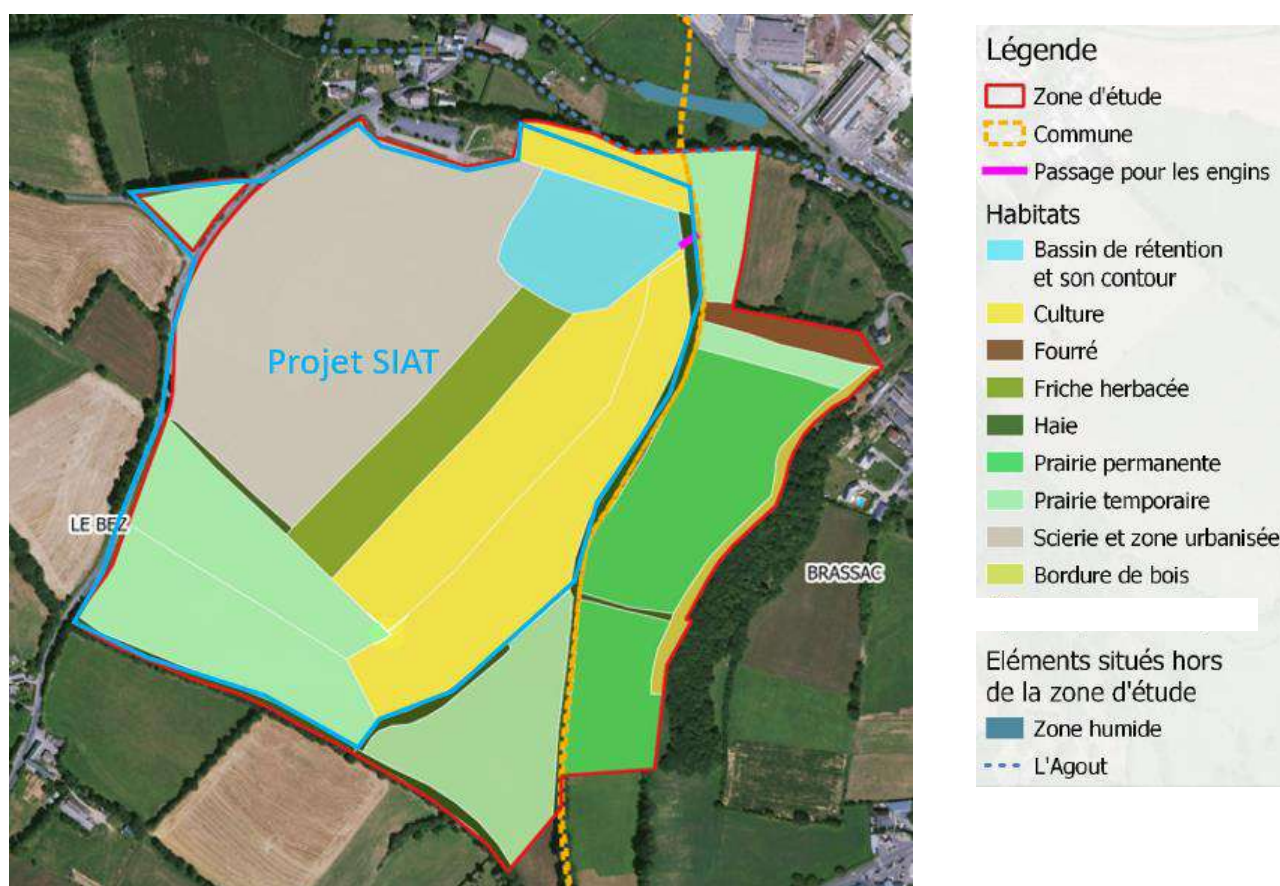 Projet SIAT
LE BEZ
BRASSAC
Légende
Zone d'étude
Commune
Passage pour les engins
Habitats
Bassin de rétention
et son contour
Culture
Fourré
Friche herbacée
Haie
Prairie permanente
Prairie temporaire
Scierie et zone urbanisée
Bordure de bois
Eléments situés hors
de la zone d'étude
Zone humide
L'Agout